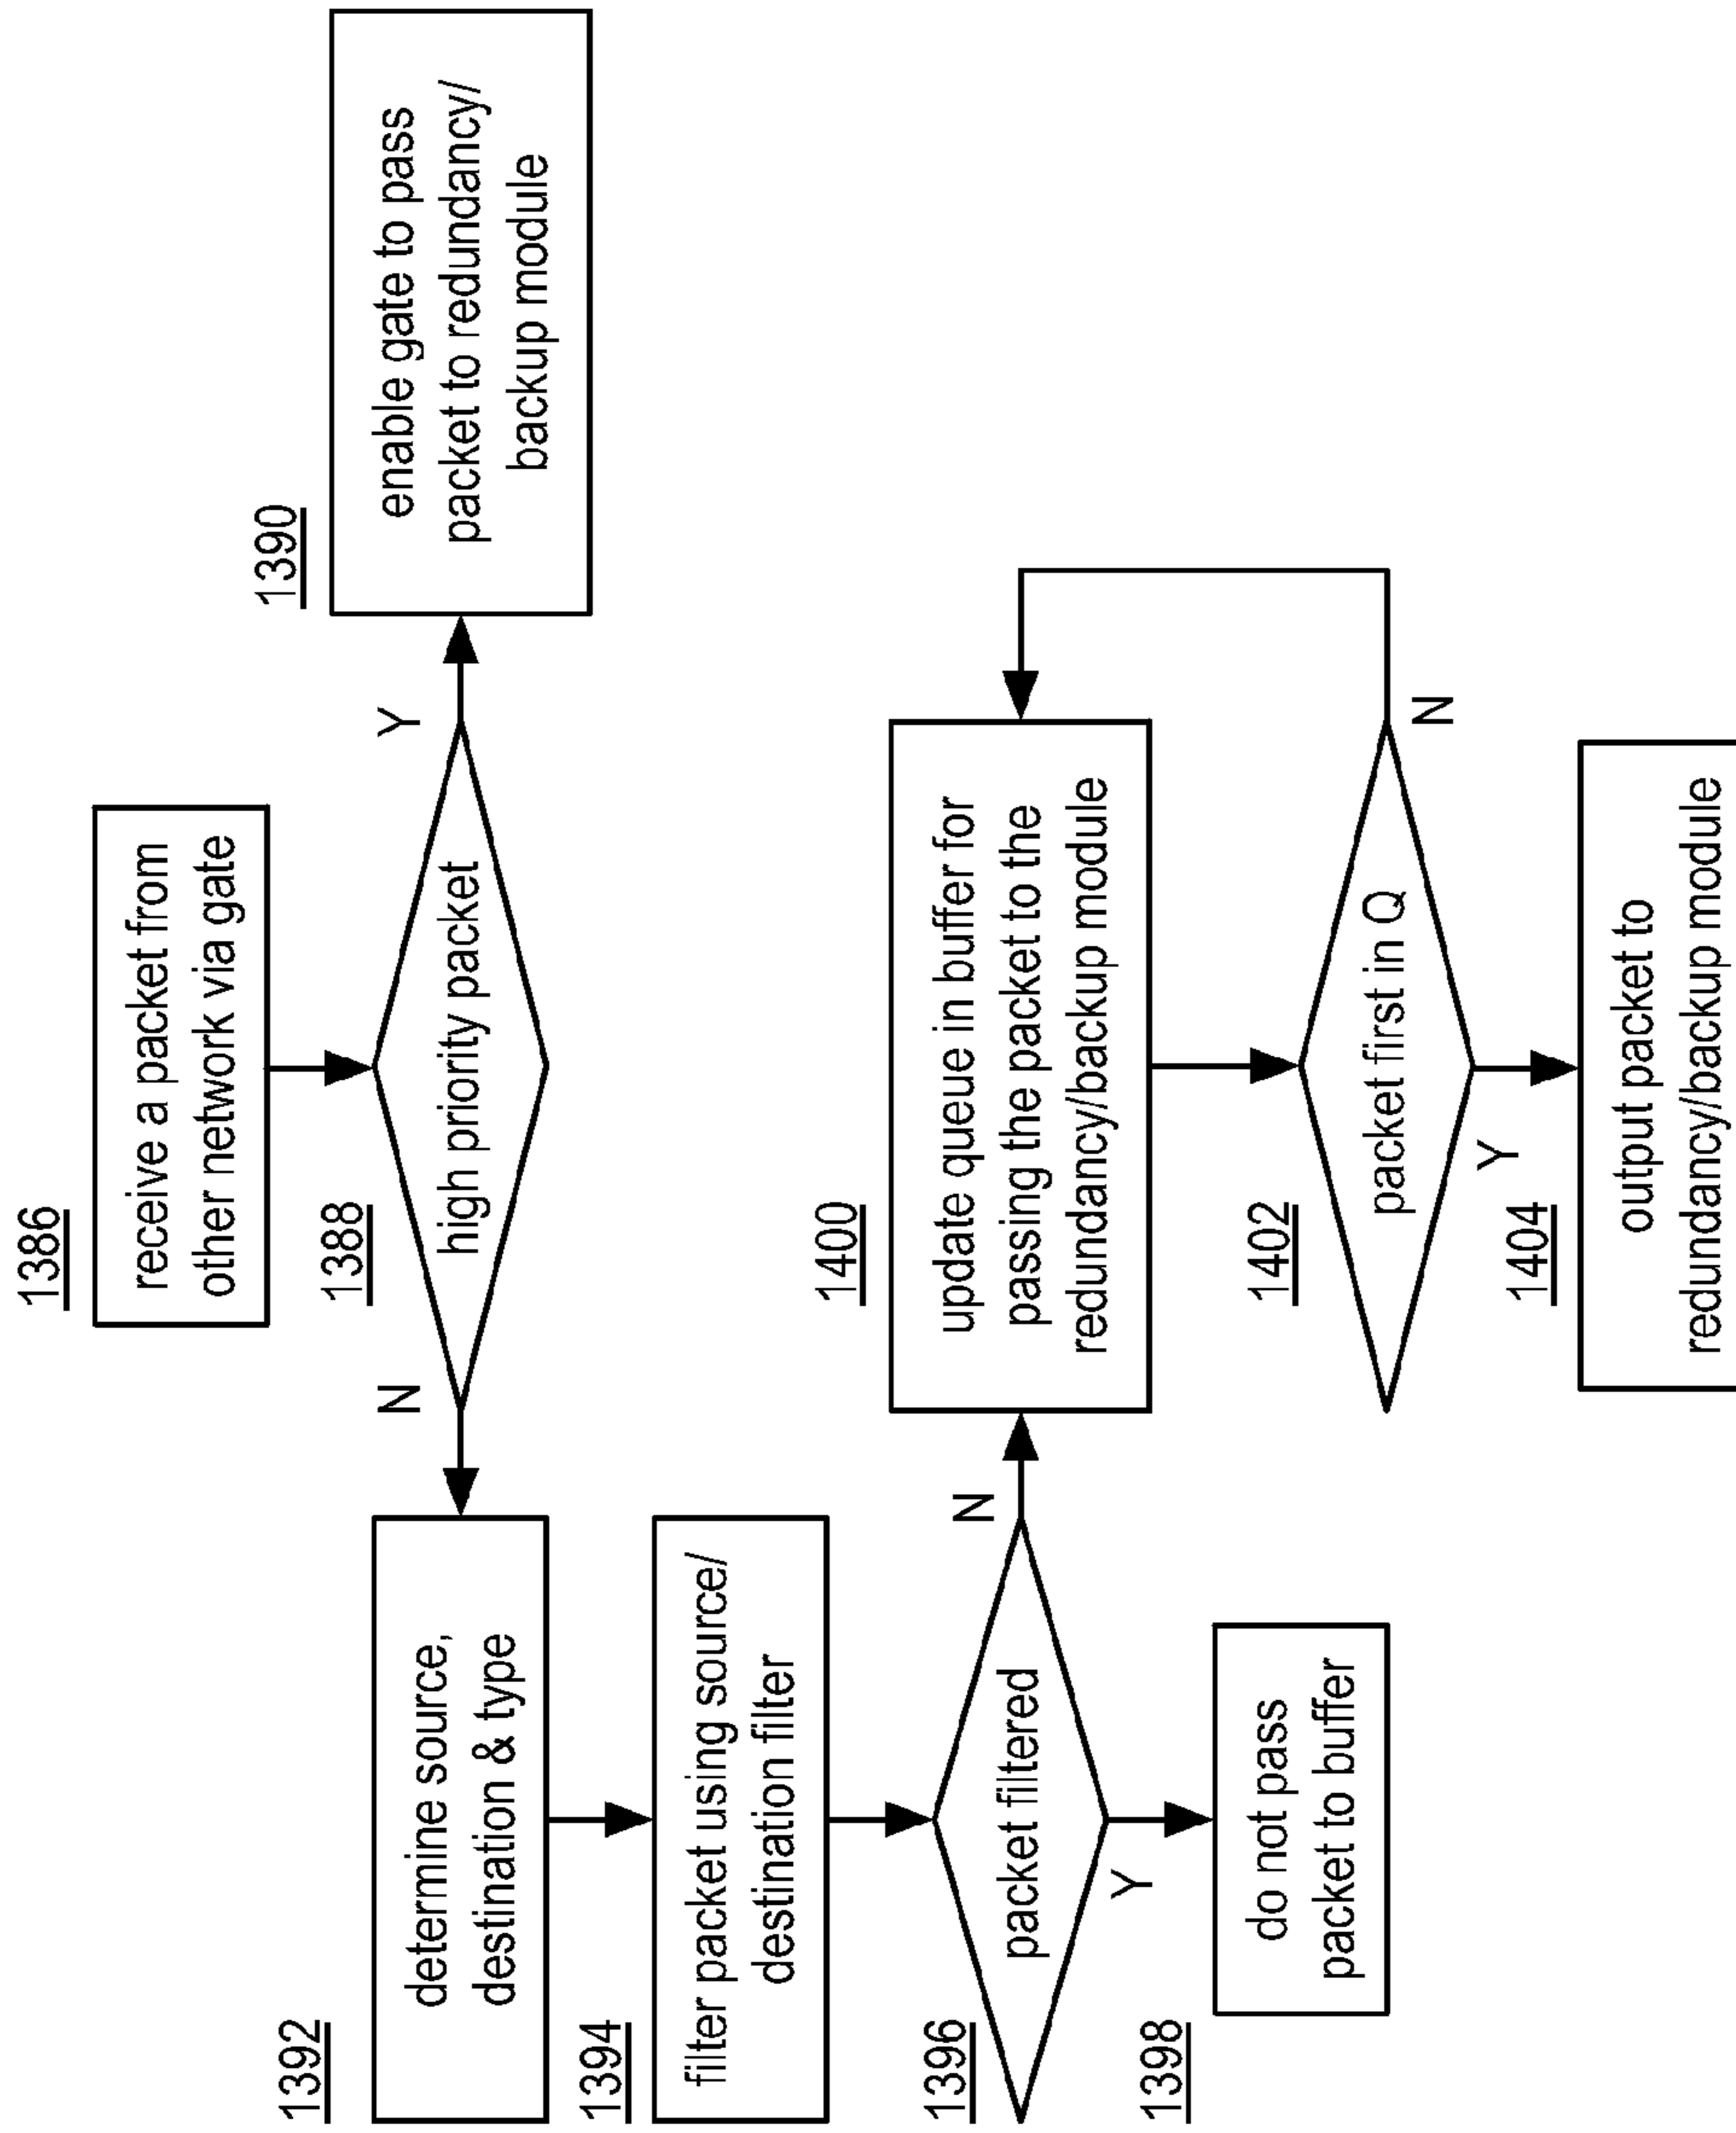 1386
receive a packet from
other network via gate
1388
high priority packet
Y
1390
enable gate to pass
packet to redundancy/
backup module
N
1392
determine source,
destination & type
1394
filter packet using source/
destination filter
1396
packet filtered
Y
1398
do not pass
packet to buffer
N
1400
update queue in buffer for
passing the packet to the
redundancy/backup module
1402
packet first in Q
N
Y
1404
output packet to
redundancy/backup module